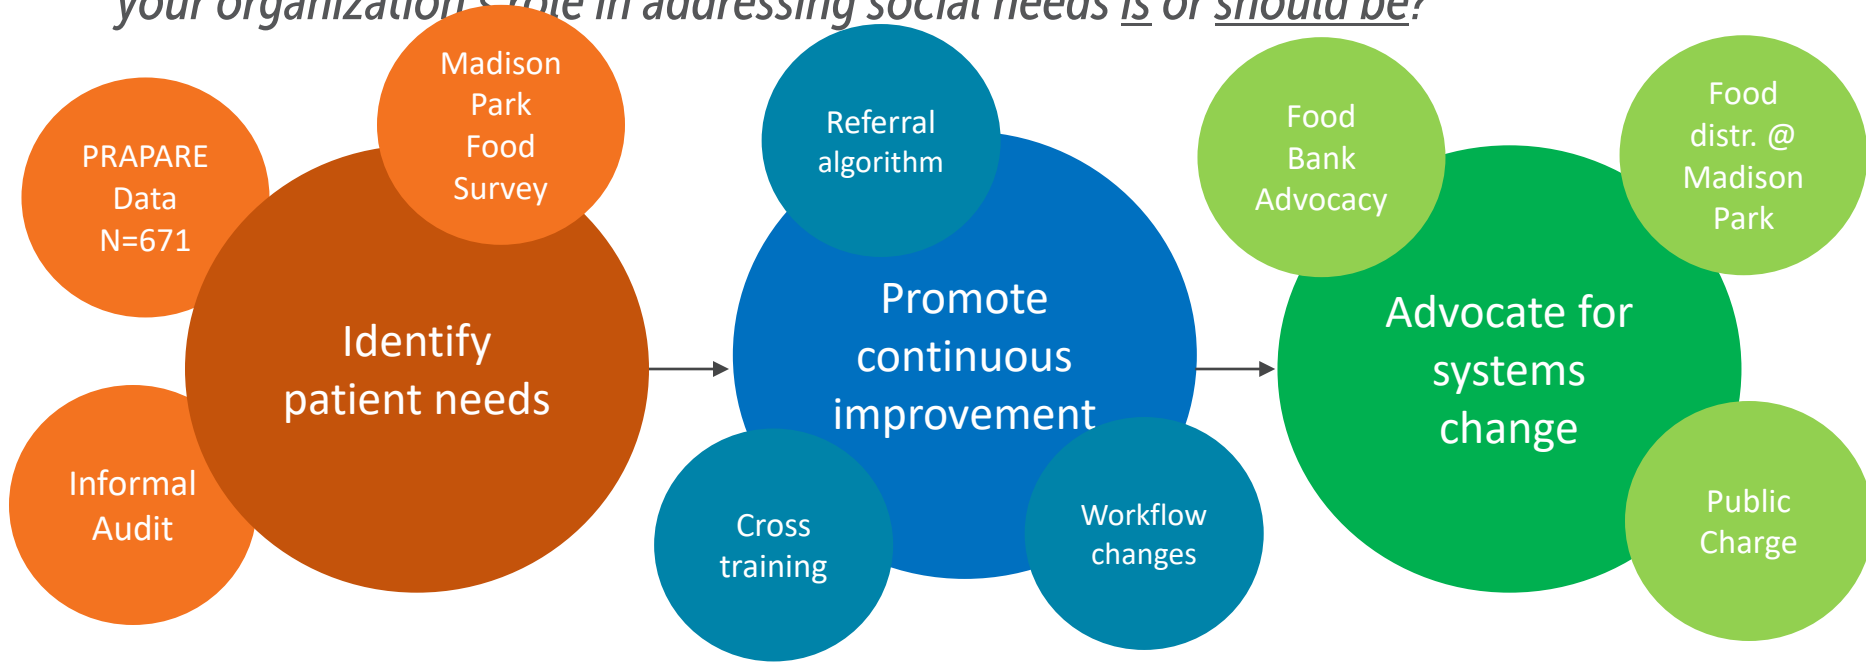 your organization's role in addressing social needs is or should be?
PRAPARE
Data
N=671
Madison
Park
Food
Survey
Informal
Audit
Identify
patient needs
Referral
algorithm
Promote
continuous
improvement
Cross
training
Workflow
changes
Food
Bank
Advocacy
Food
distr. @
Madison
Park
Advocate for
systems
change
Public
Charge